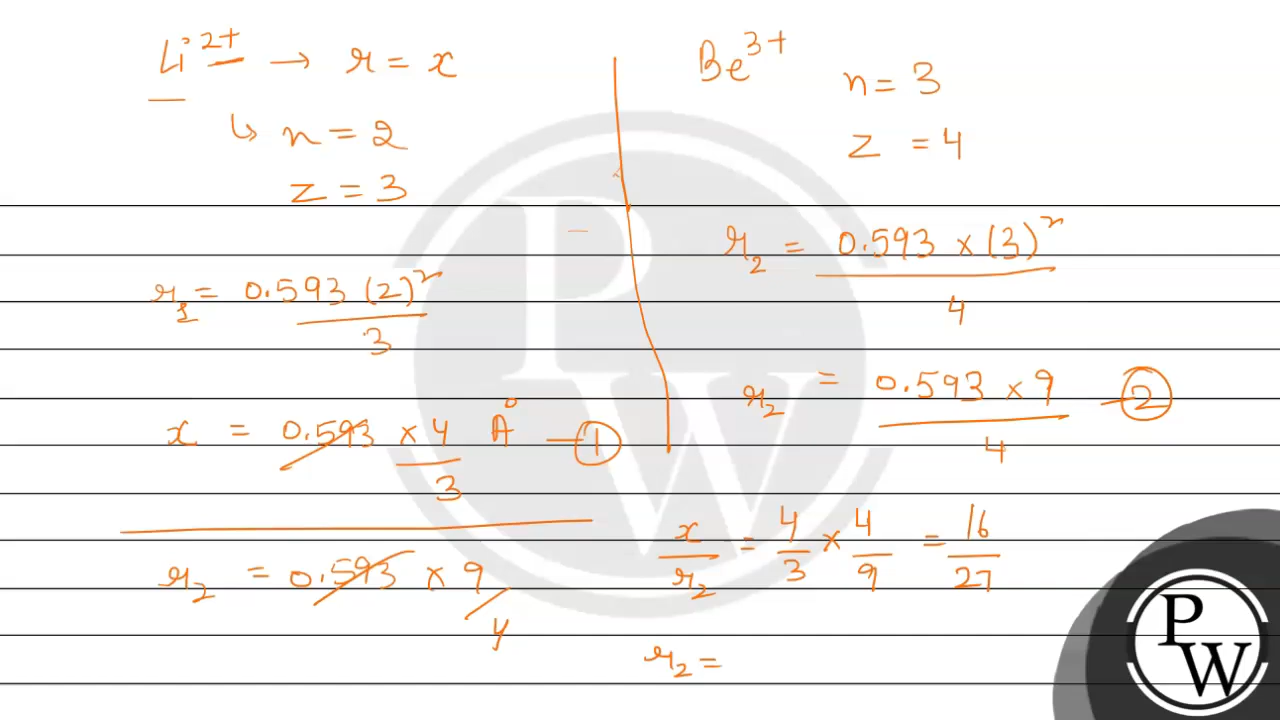 Li²⁺ → r = x
↳ n = 2
z = 3
r₁ = 0.593 (2)² / 3
x = 0.593 × 4 / 3 A° — ①
r₂ = 0.593 × 9 / 4
Be³⁺
n = 3
z = 4
r₂ = 0.593 × (3)² / 4
r₂ = 0.593 × 9 / 4 — ②
x / r₂ = 4/3 × 4/9 = 16/27
r₂ =
PW
PW